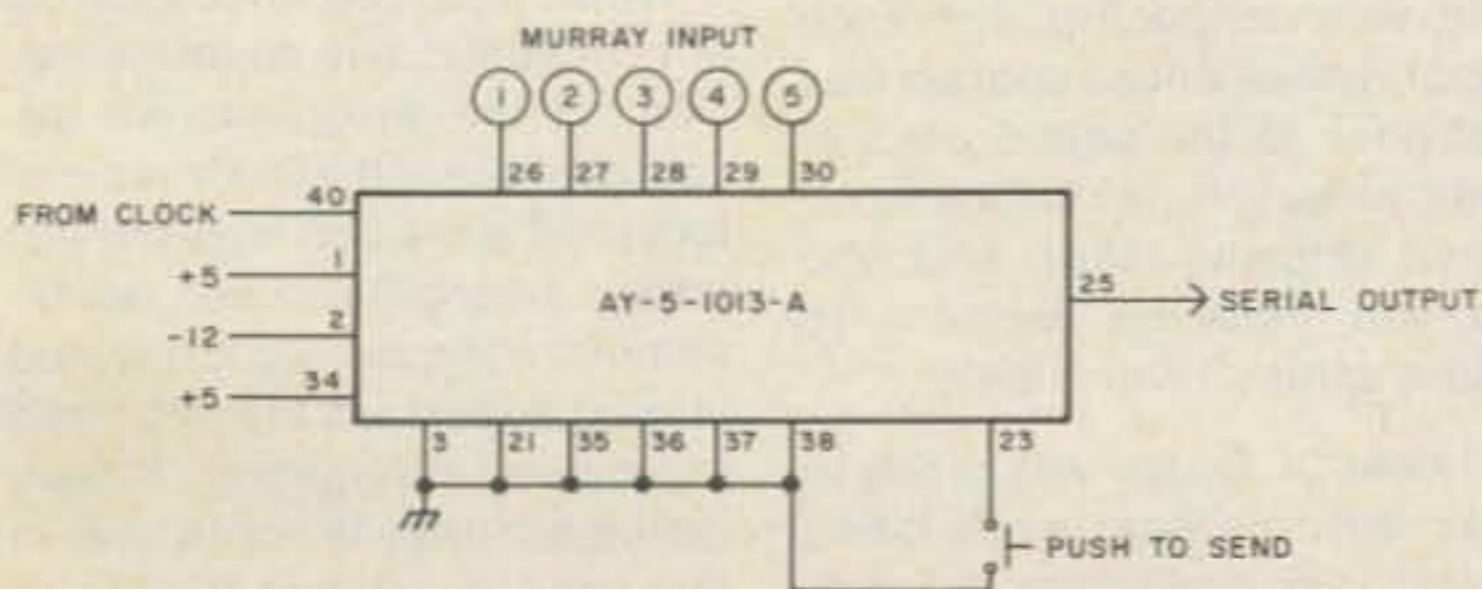 MURRAY INPUT
1 2 3 4 5
26 27 28 29 30
FROM CLOCK 40
+5 1
AY-5-1013-A
25 SERIAL OUTPUT
-12 2
+5 34
3 21 35 36 37 38 23
PUSH TO SEND